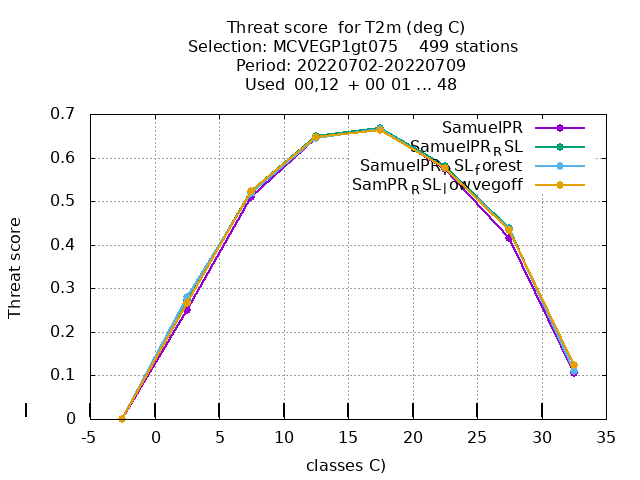 Threat score for T2m (deg C)
Selection: MCVEGP1gt075 499 stations
Period: 20220702-20220709
Used 00,12 + 00 01 ... 48
0.7
0.6
0.5
0.4
0.3
0.2
0.1
0
Threat score
SamuelPR
SamuelPR_RSL
SamuelPR_RSL_forest
SamPR_RSL_lowvegoff
-5 0 5 10 15 20 25 30 35
classes C)